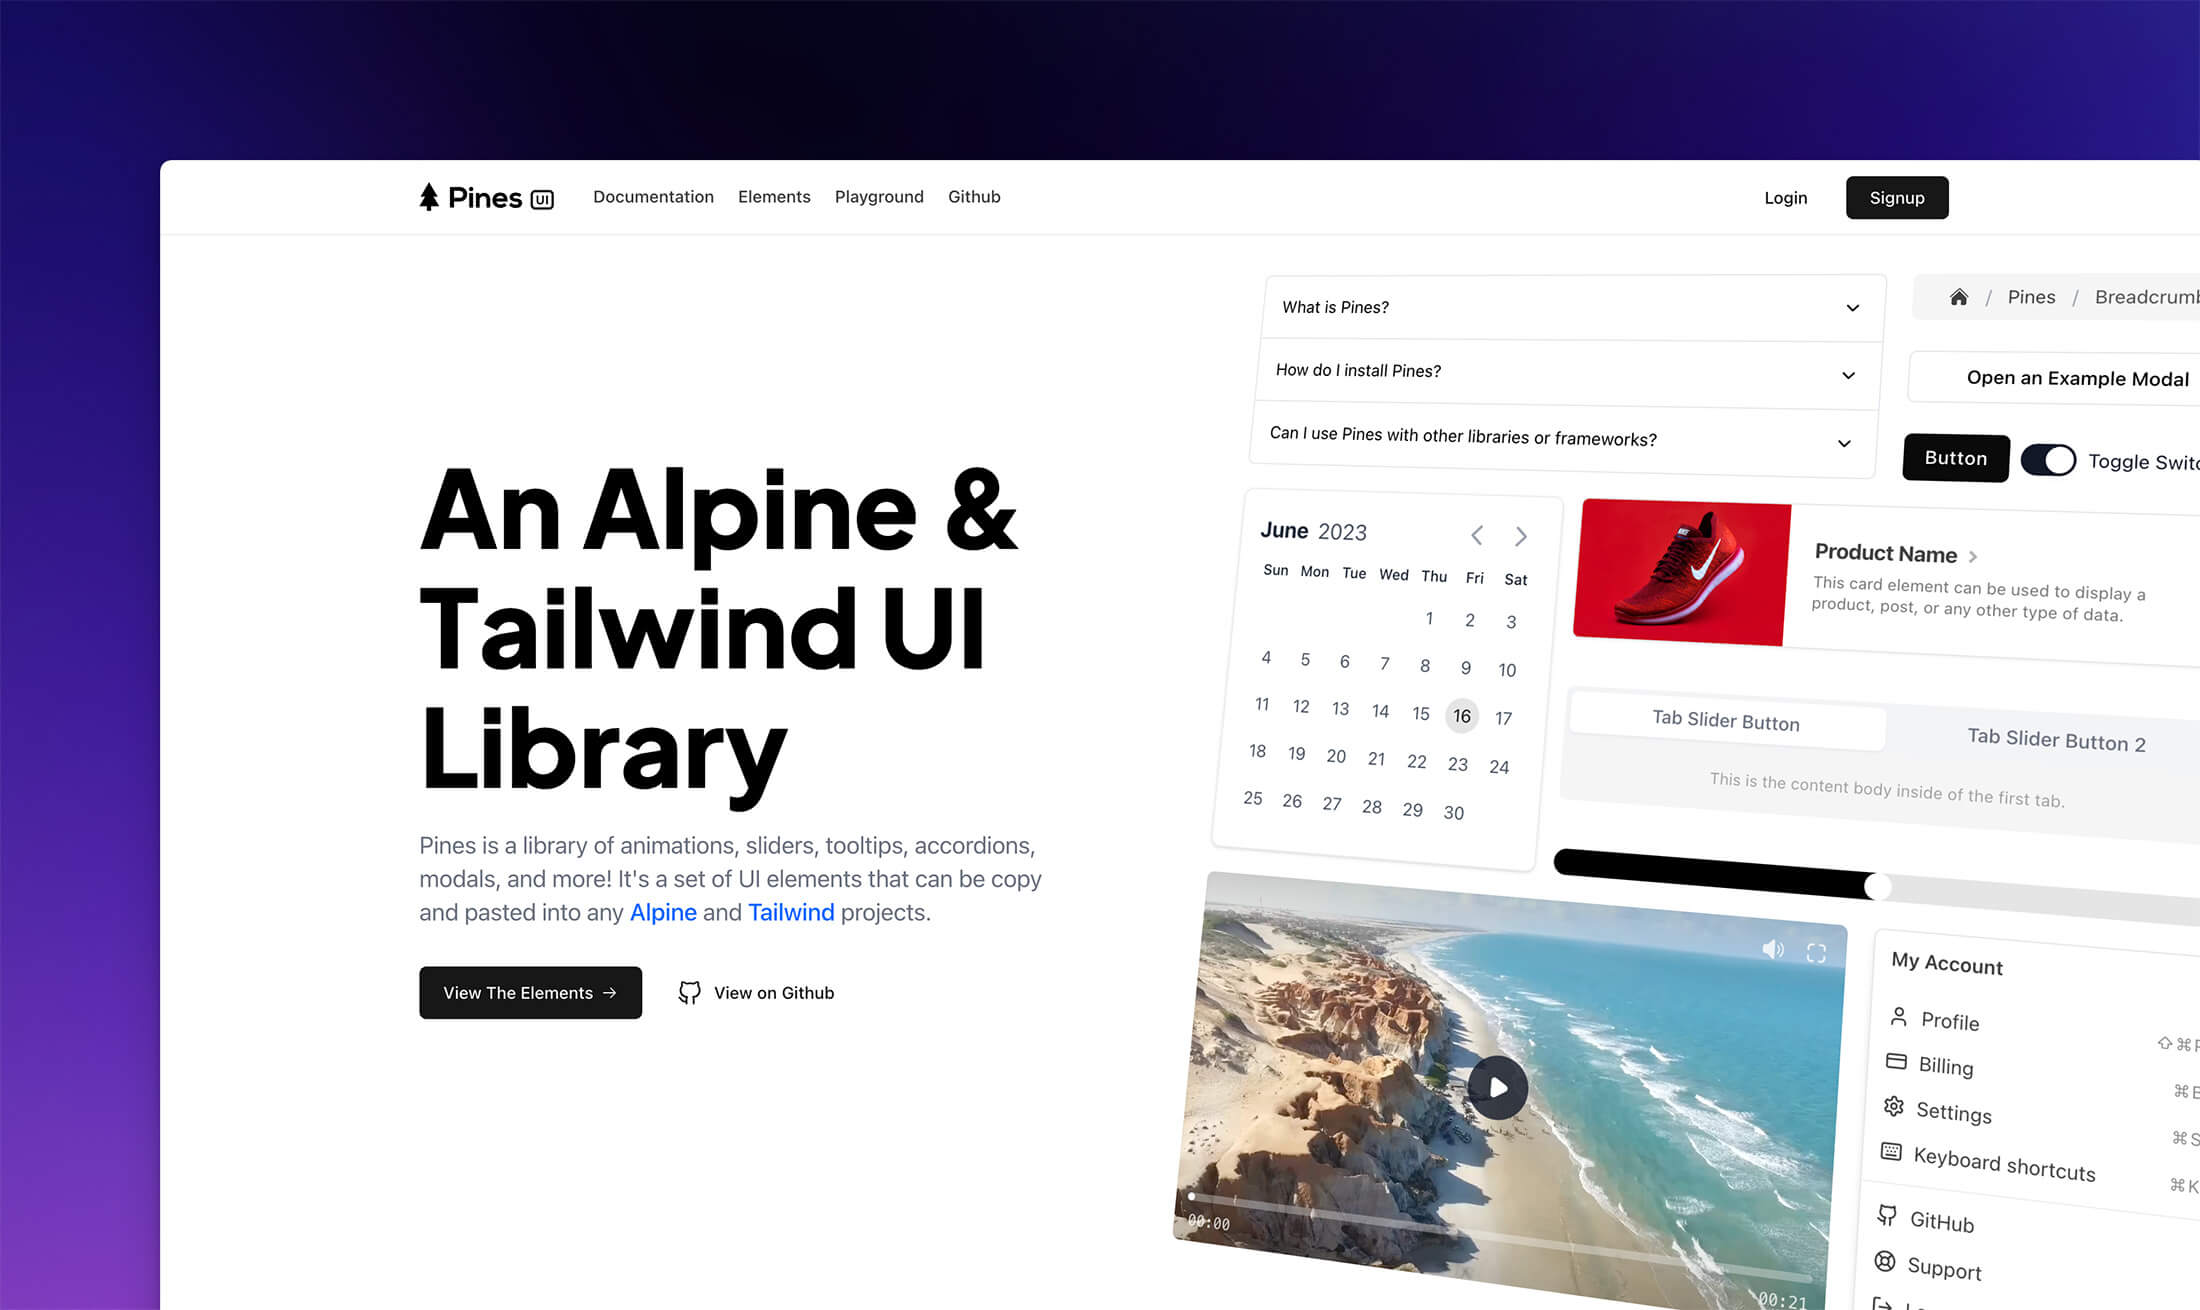 Pines UI
Documentation Elements Playground Github
Login
Signup
An Alpine &
Tailwind UI
Library
Pines is a library of animations, sliders, tooltips, accordions,
modals, and more! It's a set of UI elements that can be copy
and pasted into any Alpine and Tailwind projects.
View The Elements →
View on Github
What is Pines?
How do I install Pines?
Can I use Pines with other libraries or frameworks?
/ Pines / Breadcrumb
Open an Example Modal
Button
Toggle Switc
June 2023
Sun Mon Tue Wed Thu Fri Sat
1 2 3
4 5 6 7 8 9 10
11 12 13 14 15 16 17
18 19 20 21 22 23 24
25 26 27 28 29 30
Product Name
This card element can be used to display a
product, post, or any other type of data.
Tab Slider Button
Tab Slider Button 2
This is the content body inside of the first tab.
00:00
00:21
My Account
Profile ⇧⌘P
Billing ⌘B
Settings ⌘S
Keyboard shortcuts ⌘K
GitHub
Support